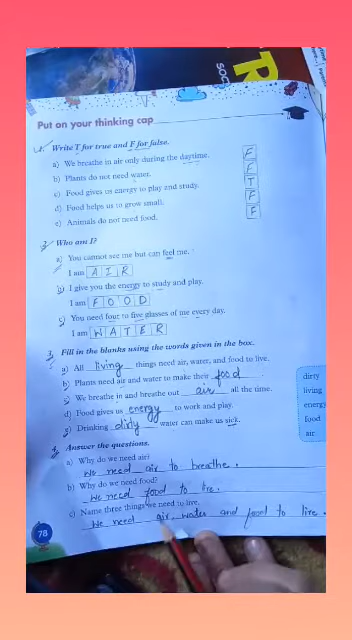 SOC
R
Put on your thinking cap
1. Write T for true and F for false.
a) We breathe in air only during the daytime. F
b) Plants do not need water. F
c) Food gives us energy to play and study. T
d) Food helps us to grow small. F
e) Animals do not need food. F
2. Who am I?
a) You cannot see me but can feel me.
I am A I R
b) I give you the energy to study and play.
I am F O O D
c) You need four to five glasses of me every day.
I am W A T E R
3. Fill in the blanks using the words given in the box.
a) All living things need air, water, and food to live.
b) Plants need air and water to make their food.
c) We breathe in and breathe out air all the time.
d) Food gives us energy to work and play.
e) Drinking dirty water can make us sick.
dirty
living
energy
food
air
4. Answer the questions.
a) Why do we need air?
We need air to breathe.
b) Why do we need food?
We need food to
c) Name three things we need to live.
We need air, water and food to live.
78